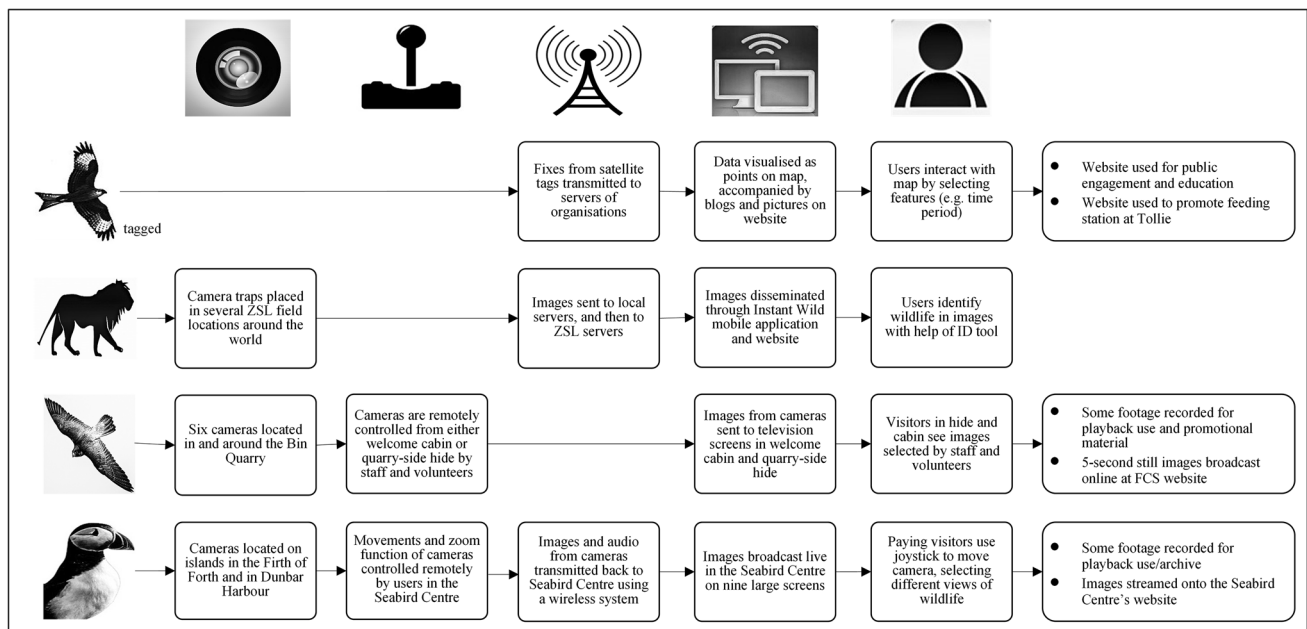 tagged
Fixes from satellite
tags transmitted to
servers of
organisations
Data visualised as
points on map,
accompanied by
blogs and pictures on
website
Users interact with
map by selecting
features (e.g. time
period)
● Website used for public
engagement and education
● Website used to promote feeding
station at Tollie
Camera traps placed
in several ZSL field
locations around the
world
Images sent to local
servers, and then to
ZSL servers
Images disseminated
through Instant Wild
mobile application
and website
Users identify
wildlife in images
with help of ID tool
Six cameras located
in and around the Bin
Quarry
Cameras are remotely
controlled from either
welcome cabin or
quarry-side hide by
staff and volunteers
Images from cameras
sent to television
screens in welcome
cabin and quarry-side
hide
Visitors in hide and
cabin see images
selected by staff and
volunteers
● Some footage recorded for
playback use and promotional
material
● 5-second still images broadcast
online at FCS website
Cameras located on
islands in the Firth of
Forth and in Dunbar
Harbour
Movements and zoom
function of cameras
controlled remotely
by users in the
Seabird Centre
Images and audio
from cameras
transmitted back to
Seabird Centre using
a wireless system
Images broadcast live
in the Seabird Centre
on nine large screens
Paying visitors use
joystick to move
camera, selecting
different views of
wildlife
● Some footage recorded for
playback use/archive
● Images streamed onto the Seabird
Centre's website